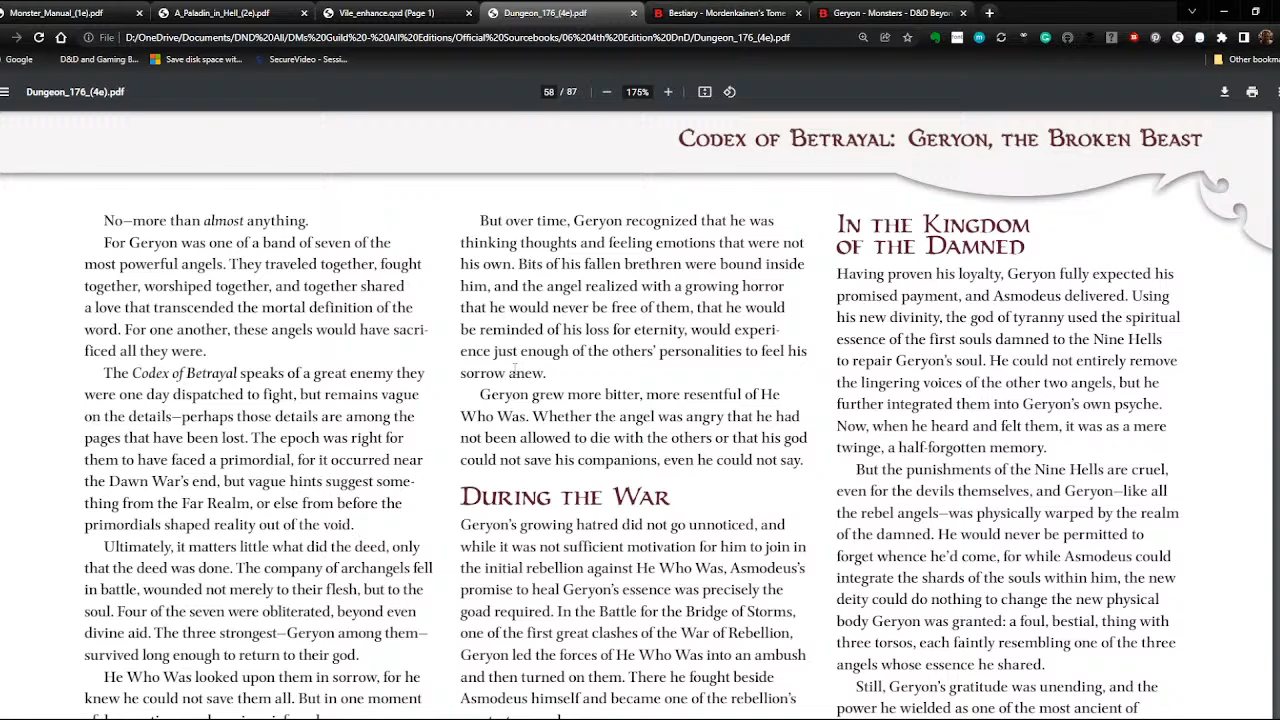 Monster_Manual_(1e).pdf
A_Paladin_in_Hell_(2e).pdf
Vile_enhance.qxd (Page 1)
Dungeon_176_(4e).pdf
Bestiary - Mordenkainen's Tome
Geryon - Monsters - D&D Beyon
File
D:/OneDrive/Documents/DND%20All/DMs%20Guild%20-%20All%20Editions/Official%20Sourcebooks/06%204th%20Edition%20DnD/Dungeon_176_(4e).pdf
Google
D&D and Gaming B...
Save disk space wit...
SecureVideo - Sessi...
Other bookma
Dungeon_176_(4e).pdf
58 / 87
175%
Codex of Betrayal: Geryon, the Broken Beast
No—more than almost anything.
For Geryon was one of a band of seven of the
most powerful angels. They traveled together, fought
together, worshiped together, and together shared
a love that transcended the mortal definition of the
word. For one another, these angels would have sacri-
ficed all they were.
The Codex of Betrayal speaks of a great enemy they
were one day dispatched to fight, but remains vague
on the details—perhaps those details are among the
pages that have been lost. The epoch was right for
them to have faced a primordial, for it occurred near
the Dawn War's end, but vague hints suggest some-
thing from the Far Realm, or else from before the
primordials shaped reality out of the void.
Ultimately, it matters little what did the deed, only
that the deed was done. The company of archangels fell
in battle, wounded not merely to their flesh, but to the
soul. Four of the seven were obliterated, beyond even
divine aid. The three strongest—Geryon among them—
survived long enough to return to their god.
He Who Was looked upon them in sorrow, for he
knew he could not save them all. But in one moment
But over time, Geryon recognized that he was
thinking thoughts and feeling emotions that were not
his own. Bits of his fallen brethren were bound inside
him, and the angel realized with a growing horror
that he would never be free of them, that he would
be reminded of his loss for eternity, would experi-
ence just enough of the others' personalities to feel his
sorrow anew.
Geryon grew more bitter, more resentful of He
Who Was. Whether the angel was angry that he had
not been allowed to die with the others or that his god
could not save his companions, even he could not say.
During the War
Geryon's growing hatred did not go unnoticed, and
while it was not sufficient motivation for him to join in
the initial rebellion against He Who Was, Asmodeus's
promise to heal Geryon's essence was precisely the
goad required. In the Battle for the Bridge of Storms,
one of the first great clashes of the War of Rebellion,
Geryon led the forces of He Who Was into an ambush
and then turned on them. There he fought beside
Asmodeus himself and became one of the rebellion's
In the Kingdom
of the Damned
Having proven his loyalty, Geryon fully expected his
promised payment, and Asmodeus delivered. Using
his new divinity, the god of tyranny used the spiritual
essence of the first souls damned to the Nine Hells
to repair Geryon's soul. He could not entirely remove
the lingering voices of the other two angels, but he
further integrated them into Geryon's own psyche.
Now, when he heard and felt them, it was as a mere
twinge, a half-forgotten memory.
But the punishments of the Nine Hells are cruel,
even for the devils themselves, and Geryon—like all
the rebel angels—was physically warped by the realm
of the damned. He would never be permitted to
forget whence he'd come, for while Asmodeus could
integrate the shards of the souls within him, the new
deity could do nothing to change the new physical
body Geryon was granted: a foul, bestial, thing with
three torsos, each faintly resembling one of the three
angels whose essence he shared.
Still, Geryon's gratitude was unending, and the
power he wielded as one of the most ancient of